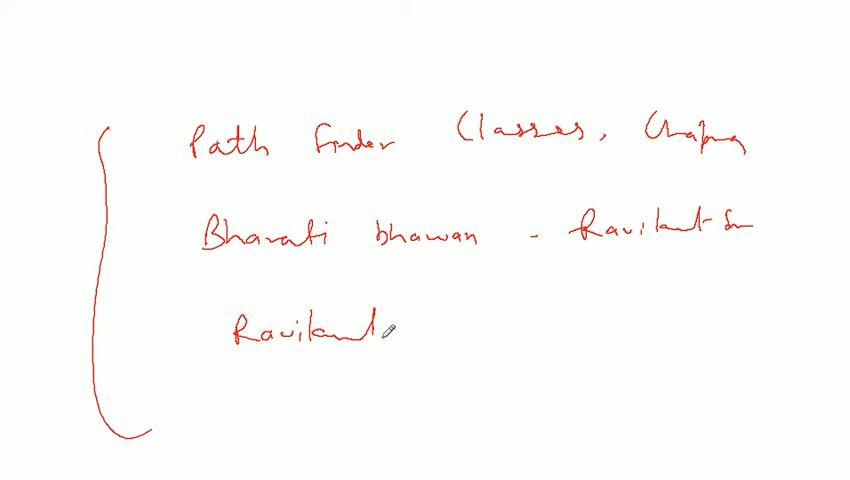 Path Finder Classes, Chapra
Bharati bhawan - Ravikant Sir
Ravikant